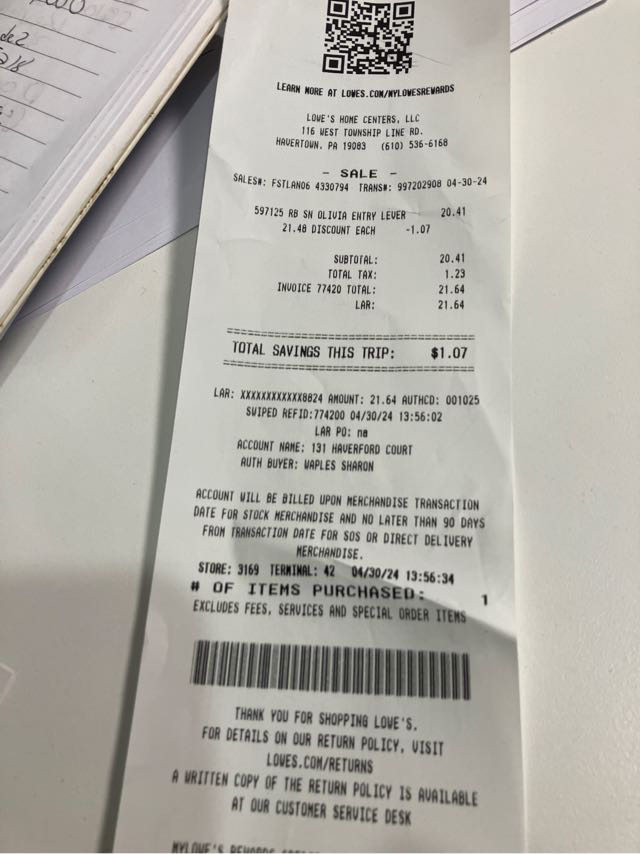 LEARN MORE AT LOWES.COM/MYLOWESREWARDS
LOWE'S HOME CENTERS, LLC
116 WEST TOWNSHIP LINE RD.
HAVERTOWN, PA 19083 (610) 536-6168
- SALE -
SALES#: FSTLAN06 4330794 TRANS#: 997202908 04-30-24
597125 RB SN OLIVIA ENTRY LEVER 20.41
21.48 DISCOUNT EACH -1.07
SUBTOTAL: 20.41
TOTAL TAX: 1.23
INVOICE 77420 TOTAL: 21.64
LAR: 21.64
TOTAL SAVINGS THIS TRIP: $1.07
LAR: XXXXXXXXXXXX8824 AMOUNT: 21.64 AUTHCD: 001025
SWIPED REFID:774200 04/30/24 13:56:02
LAR PO: na
ACCOUNT NAME: 131 HAVERFORD COURT
AUTH BUYER: WAPLES SHARON
ACCOUNT WILL BE BILLED UPON MERCHANDISE TRANSACTION
DATE FOR STOCK MERCHANDISE AND NO LATER THAN 90 DAYS
FROM TRANSACTION DATE FOR SOS OR DIRECT DELIVERY
MERCHANDISE.
STORE: 3169 TERMINAL: 42 04/30/24 13:56:34
# OF ITEMS PURCHASED: 1
EXCLUDES FEES, SERVICES AND SPECIAL ORDER ITEMS
THANK YOU FOR SHOPPING LOWE'S.
FOR DETAILS ON OUR RETURN POLICY, VISIT
LOWES.COM/RETURNS
A WRITTEN COPY OF THE RETURN POLICY IS AVAILABLE
AT OUR CUSTOMER SERVICE DESK
MYLOWE'S REWARDS